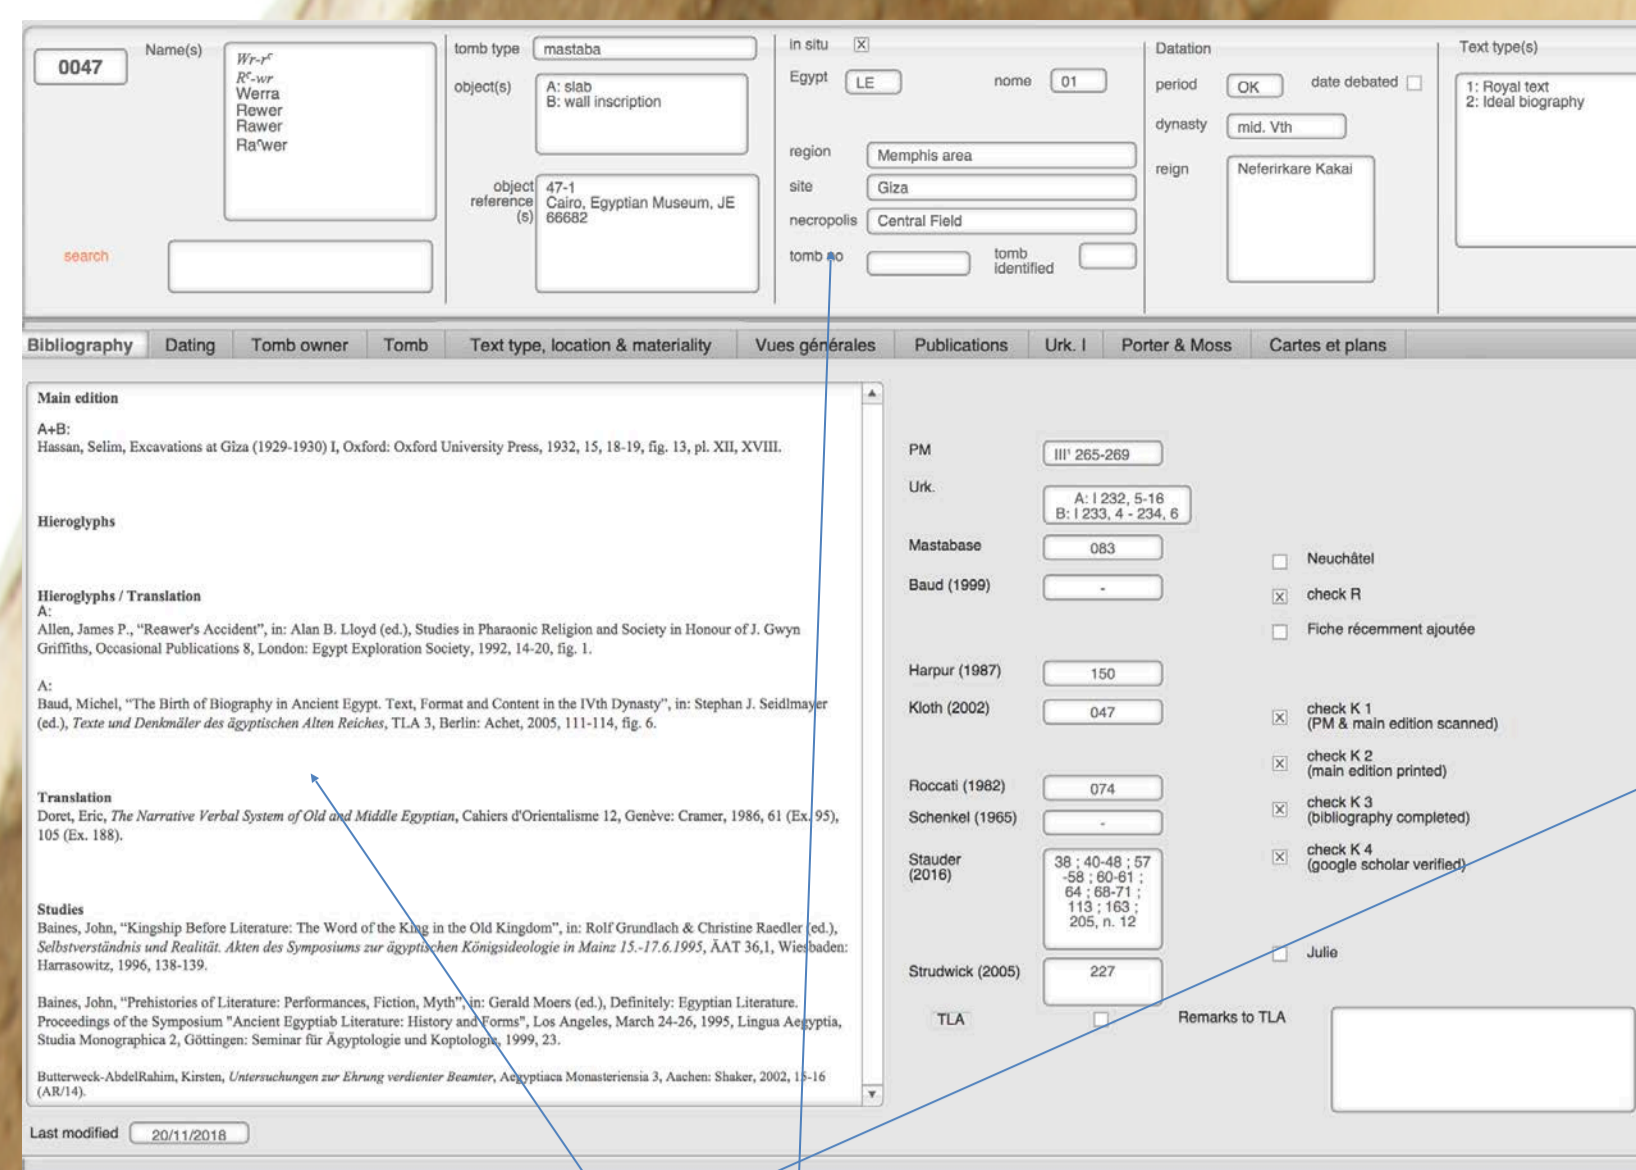 0047
Name(s)
Wr-rꜥ
Rꜥ-wr
Werra
Rewer
Rawer
Raꜥwer
search
tomb type
mastaba
object(s)
A: slab
B: wall inscription
object
reference
(s)
47-1
Cairo, Egyptian Museum, JE
66682
in situ
Egypt
LE
nome
01
region
Memphis area
site
Giza
necropolis
Central Field
tomb no
tomb
identified
Datation
period
OK
date debated
dynasty
mid. Vth
reign
Neferirkare Kakai
Text type(s)
1: Royal text
2: Ideal biography
Bibliography Dating Tomb owner Tomb Text type, location & materiality Vues générales Publications Urk. I Porter & Moss Cartes et plans
Main edition
A+B:
Hassan, Selim, Excavations at Gîza (1929-1930) I, Oxford: Oxford University Press, 1932, 15, 18-19, fig. 13, pl. XII, XVIII.
Hieroglyphs
Hieroglyphs / Translation
A:
Allen, James P., “Reawer's Accident”, in: Alan B. Lloyd (ed.), Studies in Pharaonic Religion and Society in Honour of J. Gwyn
Griffiths, Occasional Publications 8, London: Egypt Exploration Society, 1992, 14-20, fig. 1.
A:
Baud, Michel, “The Birth of Biography in Ancient Egypt. Text, Format and Content in the IVth Dynasty”, in: Stephan J. Seidlmayer
(ed.), Texte und Denkmäler des ägyptischen Alten Reiches, TLA 3, Berlin: Achet, 2005, 111-114, fig. 6.
Translation
Doret, Eric, The Narrative Verbal System of Old and Middle Egyptian, Cahiers d'Orientalisme 12, Genève: Cramer, 1986, 61 (Ex. 95),
105 (Ex. 188).
Studies
Baines, John, “Kingship Before Literature: The Word of the King in the Old Kingdom”, in: Rolf Grundlach & Christine Raedler (ed.),
Selbstverständnis und Realität. Akten des Symposiums zur ägyptischen Königsideologie in Mainz 15.-17.6.1995, ÄAT 36,1, Wiesbaden:
Harrasowitz, 1996, 138-139.
Baines, John, “Prehistories of Literature: Performances, Fiction, Myth”, in: Gerald Moers (ed.), Definitely: Egyptian Literature.
Proceedings of the Symposium "Ancient Egyptiab Literature: History and Forms", Los Angeles, March 24-26, 1995, Lingua Aegyptia,
Studia Monographica 2, Göttingen: Seminar für Ägyptologie und Koptologie, 1999, 23.
Butterweck-AbdelRahim, Kirsten, Untersuchungen zur Ehrung verdienter Beamter, Aegyptiaca Monasteriensia 3, Aachen: Shaker, 2002, 15-16
(AR/14).
PM
III¹ 265-269
Urk.
A: I 232, 5-16
B: I 233, 4 - 234, 6
Mastabase
083
Baud (1999)
-
Harpur (1987)
150
Kloth (2002)
047
Roccati (1982)
074
Schenkel (1965)
-
Stauder
(2016)
38 ; 40-48 ; 57
-58 ; 60-61 ;
64 ; 68-71 ;
113 ; 163 ;
205, n. 12
Strudwick (2005)
227
TLA
Remarks to TLA
Neuchâtel
check R
Fiche récemment ajoutée
check K 1
(PM & main edition scanned)
check K 2
(main edition printed)
check K 3
(bibliography completed)
check K 4
(google scholar verified)
Julie
Last modified
20/11/2018